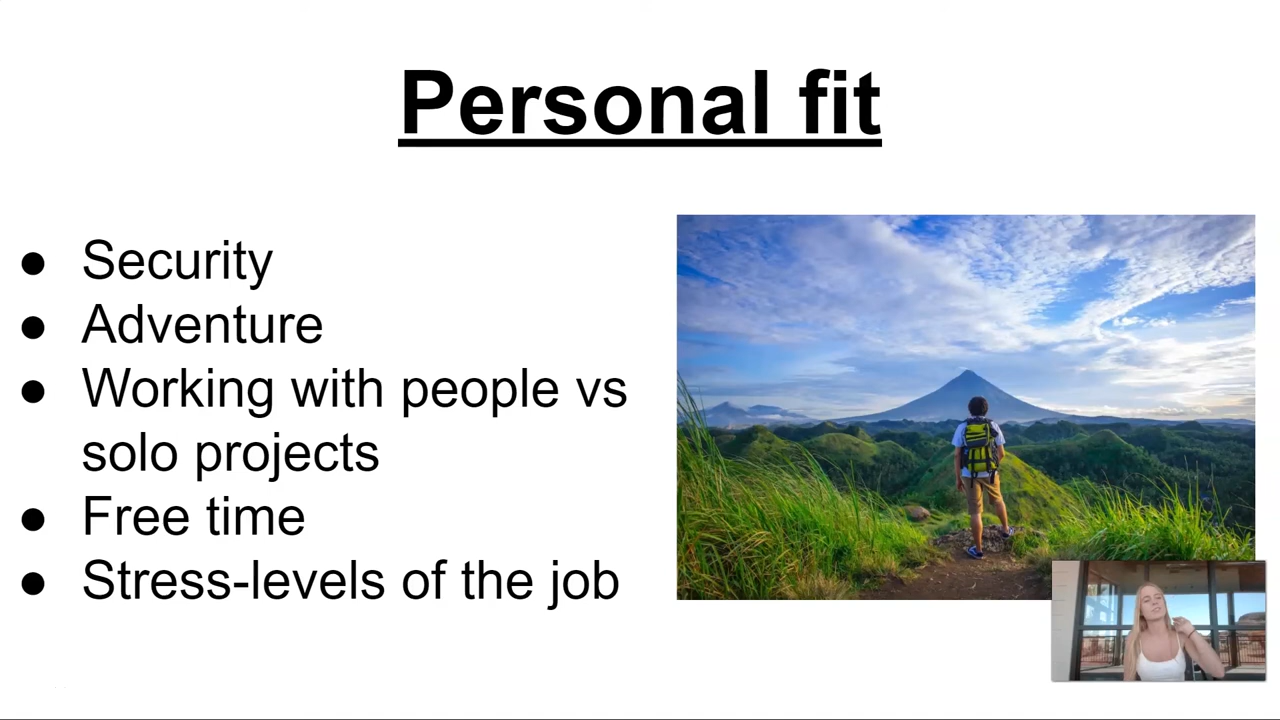 Personal fit
● Security
● Adventure
● Working with people vs
solo projects
● Free time
● Stress-levels of the job